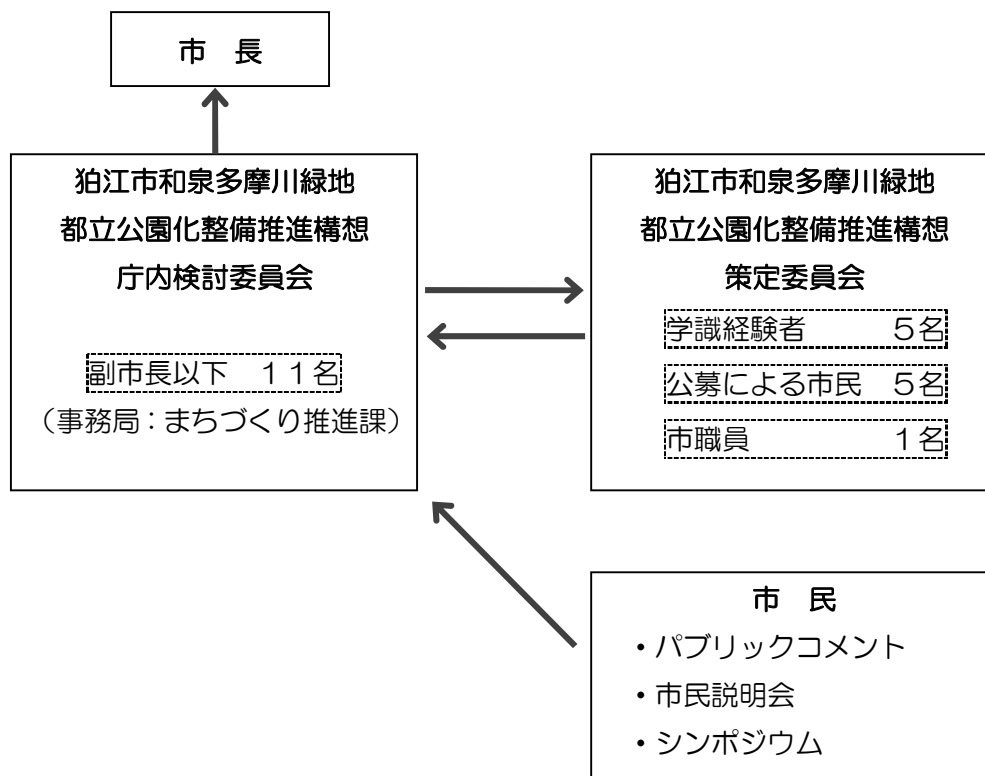 市　長
狛江市和泉多摩川緑地
都立公園化整備推進構想
庁内検討委員会
副市長以下　１１名
（事務局：まちづくり推進課）
狛江市和泉多摩川緑地
都立公園化整備推進構想
策定委員会
学識経験者　　　５名
公募による市民　５名
市職員　　　　　１名
市　民
・パブリックコメント
・市民説明会
・シンポジウム